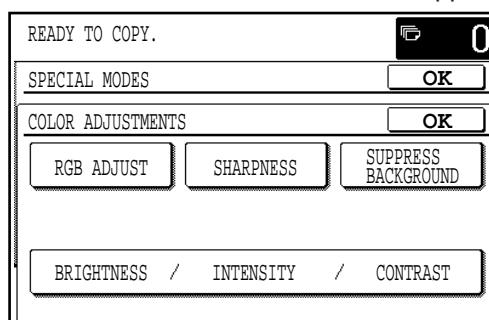 READY TO COPY.
0
SPECIAL MODES
OK
COLOR ADJUSTMENTS
OK
RGB ADJUST
SHARPNESS
SUPPRESS
BACKGROUND
BRIGHTNESS / INTENSITY / CONTRAST